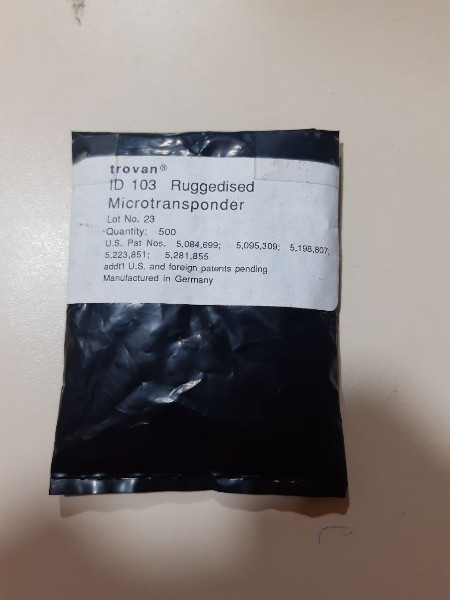 trovan®
ID 103 Ruggedised
Microtransponder
Lot No. 23
Quantity: 500
U.S. Pat Nos. 5,084,699; 5,095,309; 5,198,807;
5,223,851; 5,281,855
addt'l U.S. and foreign patents pending
Manufactured in Germany